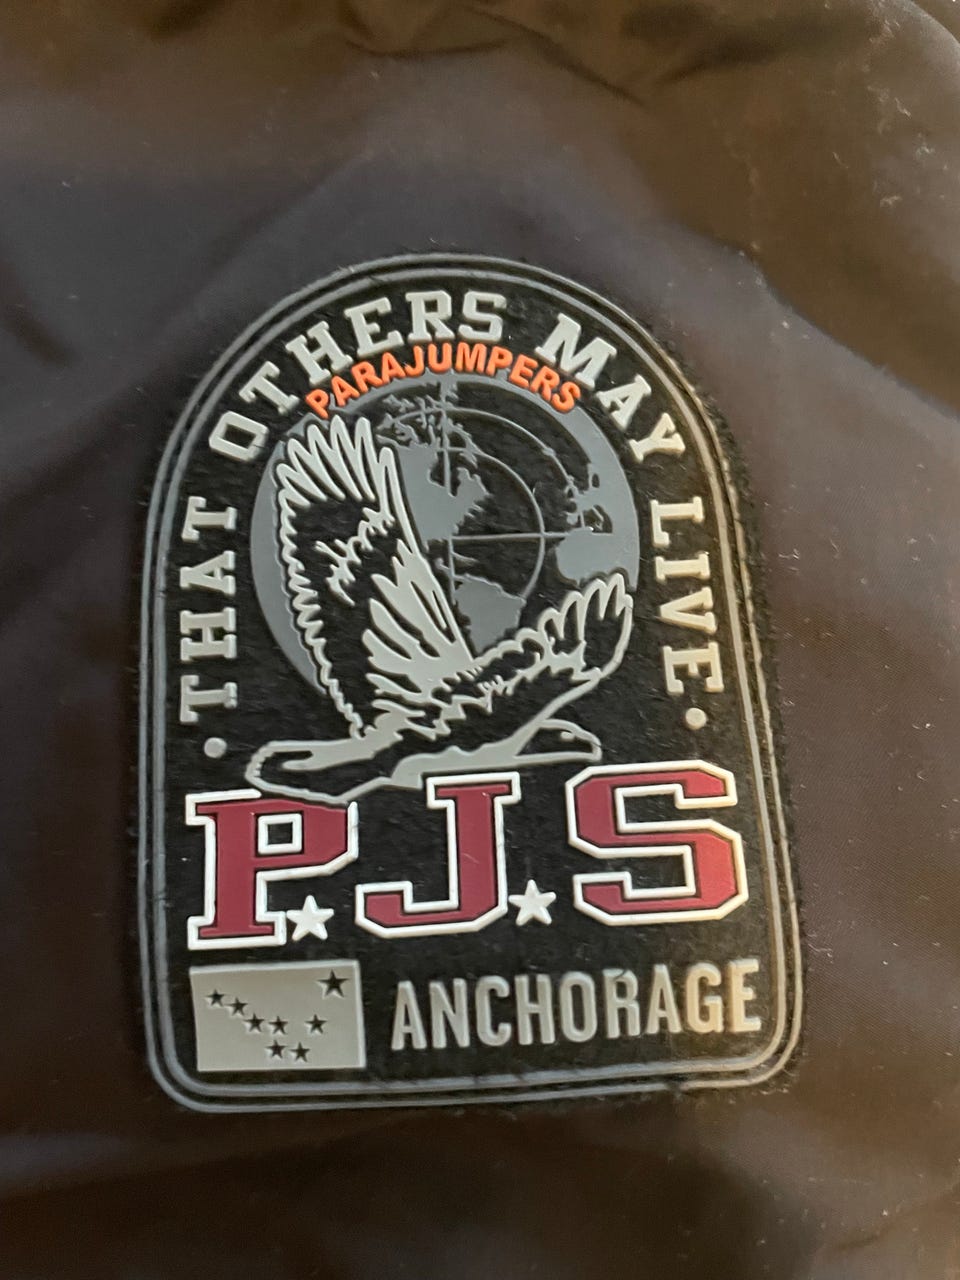 • THAT OTHERS MAY LIVE •
PARAJUMPERS
P★J★S
ANCHORAGE